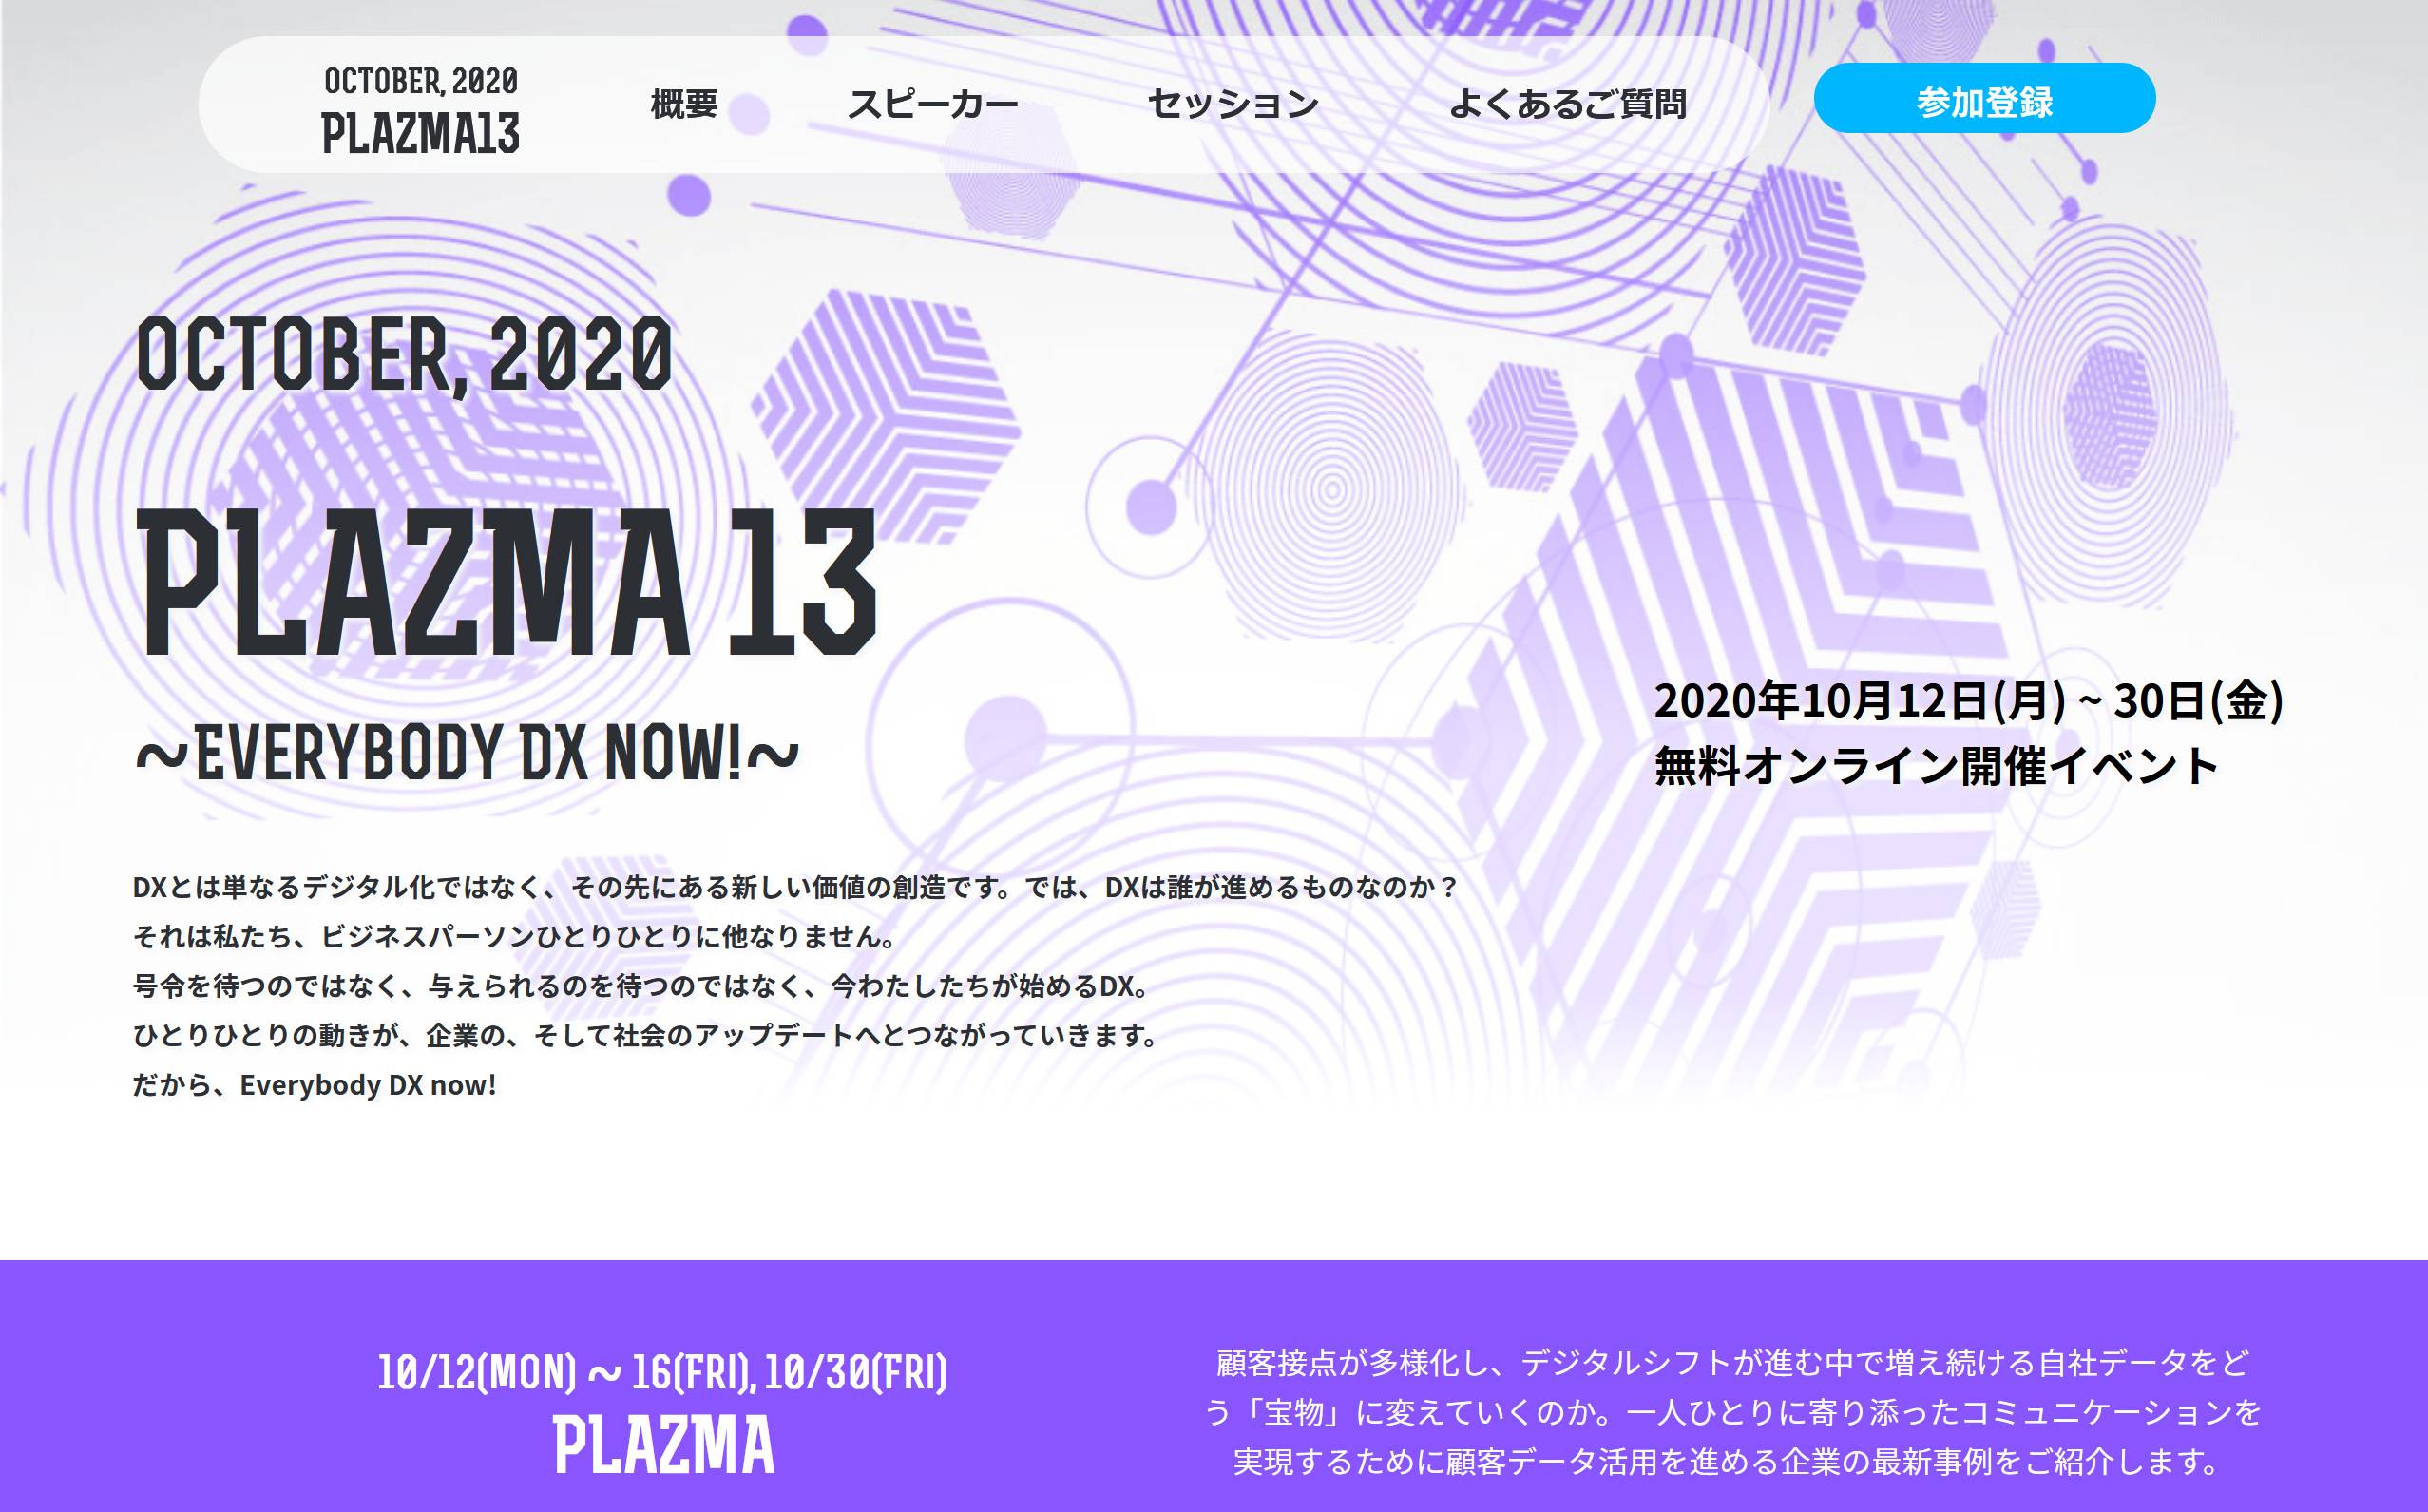 OCTOBER, 2020
PLAZMA13
概要
スピーカー
セッション
よくあるご質問
参加登録
OCTOBER, 2020
PLAZMA 13
~EVERYBODY DX NOW!~
2020年10月12日(月) ~ 30日(金)
無料オンライン開催イベント
DXとは単なるデジタル化ではなく、その先にある新しい価値の創造です。では、DXは誰が進めるものなのか？
それは私たち、ビジネスパーソンひとりひとりに他なりません。
号令を待つのではなく、与えられるのを待つのではなく、今わたしたちが始めるDX。
ひとりひとりの動きが、企業の、そして社会のアップデートへとつながっていきます。
だから、Everybody DX now!
10/12(MON) ~ 16(FRI), 10/30(FRI)
PLAZMA
顧客接点が多様化し、デジタルシフトが進む中で増え続ける自社データをど
う「宝物」に変えていくのか。一人ひとりに寄り添ったコミュニケーションを
実現するために顧客データ活用を進める企業の最新事例をご紹介します。